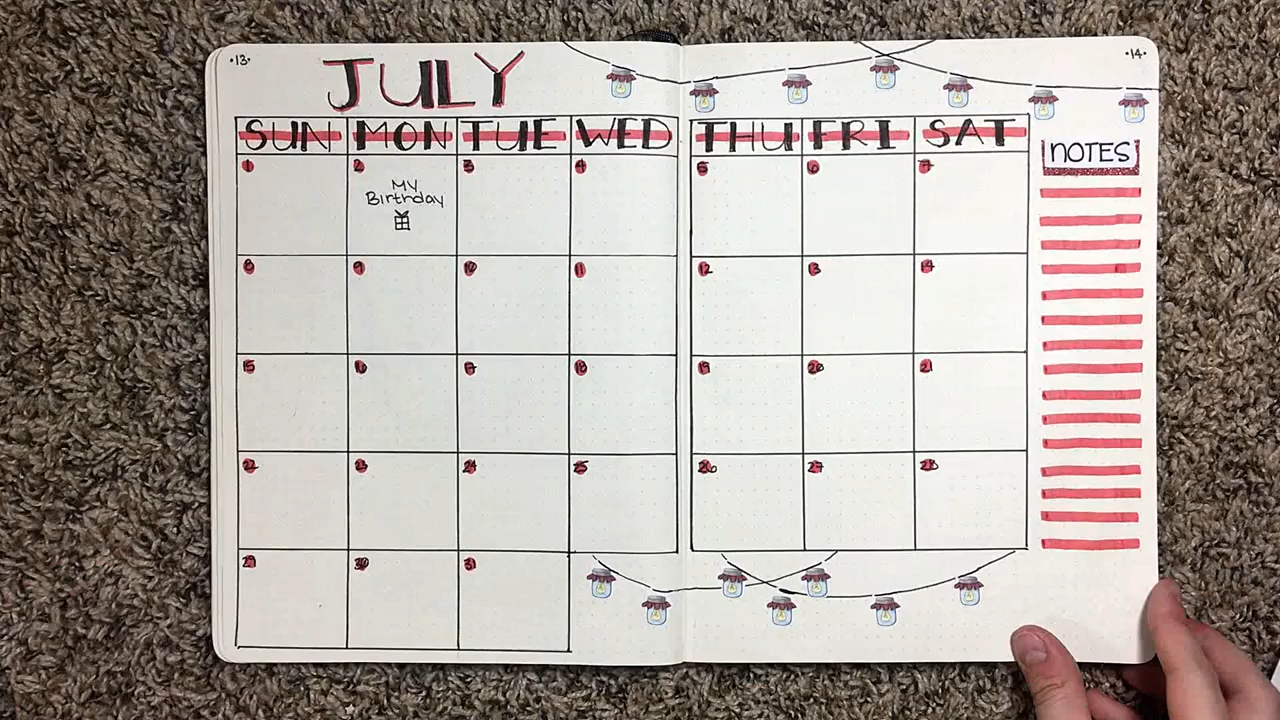 ·13·
JULY
·14·
SUN MON TUE WED THU FRI SAT
NOTES
1 2 3 4 5 6 7
My
Birthday
8 9 10 11 12 13 14
15 16 17 18 19 20 21
22 23 24 25 26 27 28
29 30 31